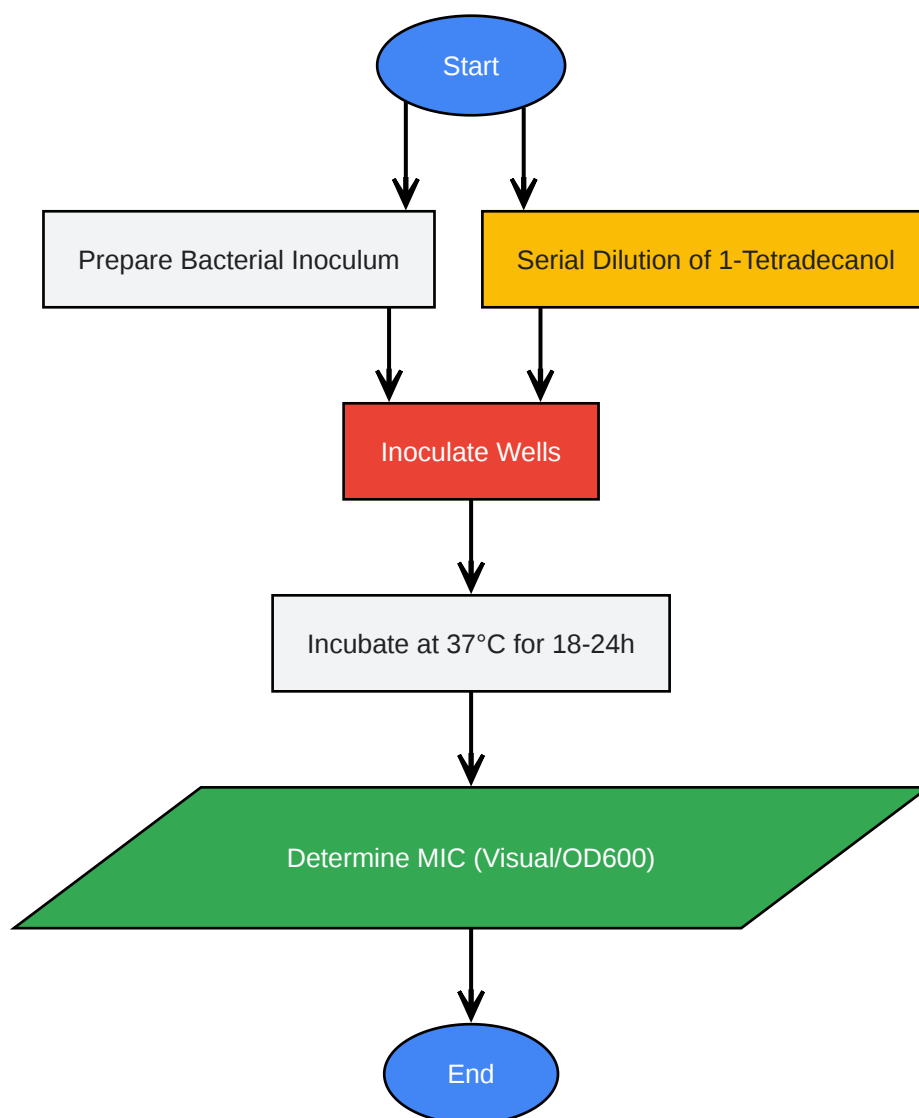 Start
Prepare Bacterial Inoculum
Serial Dilution of 1-Tetradecanol
Inoculate Wells
Incubate at 37°C for 18-24h
Determine MIC (Visual/OD600)
End